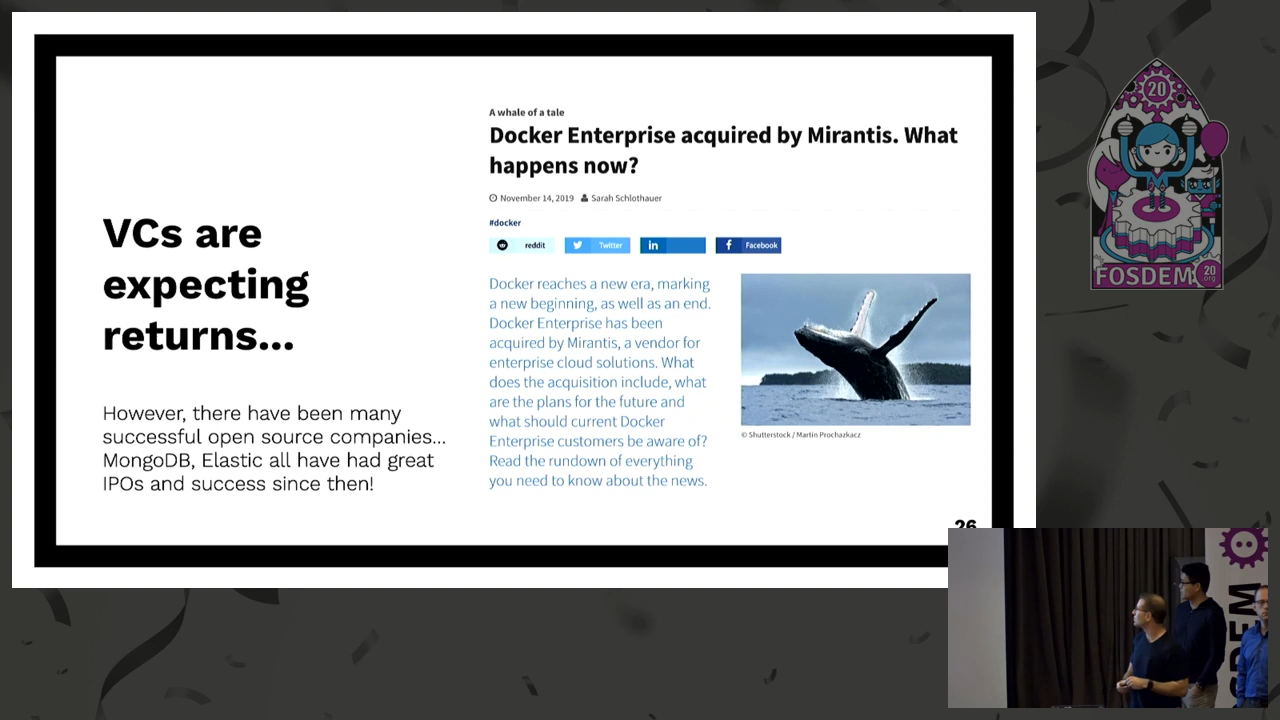 VCs are
expecting
returns...
However, there have been many
successful open source companies...
MongoDB, Elastic all have had great
IPOs and success since then!
A whale of a tale
Docker Enterprise acquired by Mirantis. What
happens now?
November 14, 2019 Sarah Schlothauer
#docker
reddit
Twitter
in
f Facebook
Docker reaches a new era, marking
a new beginning, as well as an end.
Docker Enterprise has been
acquired by Mirantis, a vendor for
enterprise cloud solutions. What
does the acquisition include, what
are the plans for the future and
what should current Docker
Enterprise customers be aware of?
Read the rundown of everything
you need to know about the news.
© Shutterstock / Martin Prochazkacz
26
20
FOSDEM
20
.org
FOSDEM